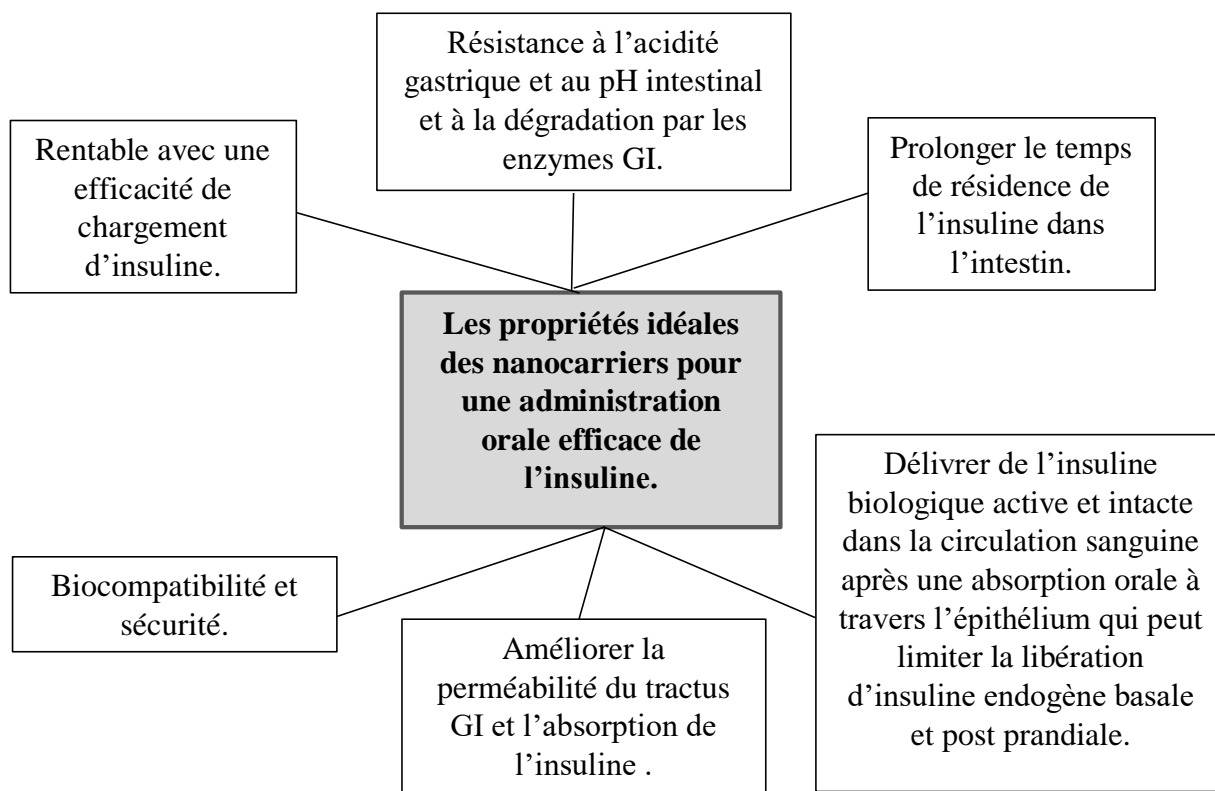 Résistance à l’acidité
gastrique et au pH intestinal
et à la dégradation par les
enzymes GI.
Rentable avec une
efficacité de
chargement
d’insuline.
Prolonger le temps
de résidence de
l’insuline dans
l’intestin.
Les propriétés idéales
des nanocarriers pour
une administration
orale efficace de
l’insuline.
Biocompatibilité et
sécurité.
Améliorer la
perméabilité du tractus
GI et l’absorption de
l’insuline .
Délivrer de l’insuline
biologique active et intacte
dans la circulation sanguine
après une absorption orale à
travers l’épithélium qui peut
limiter la libération
d’insuline endogène basale
et post prandiale.